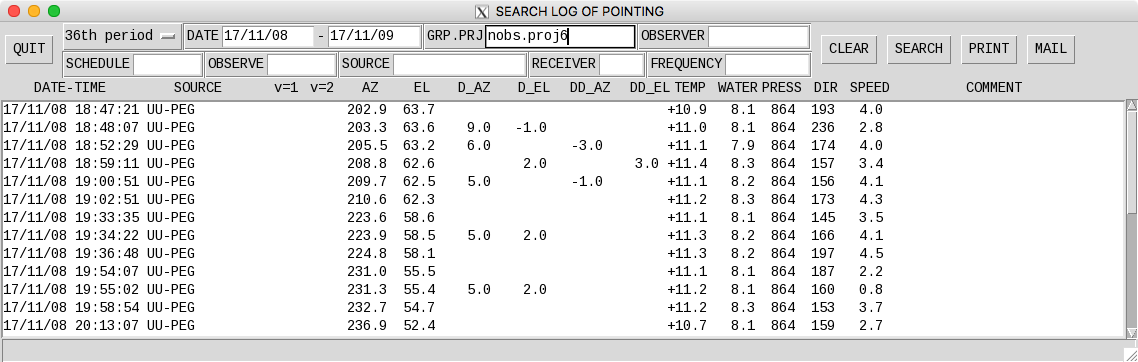 SEARCH LOG OF POINTING
QUIT 36th period DATE 17/11/08 - 17/11/09 GRP.PRJ nobs.proj6 OBSERVER CLEAR SEARCH PRINT MAIL
SCHEDULE OBSERVE SOURCE RECEIVER FREQUENCY
DATE-TIME SOURCE v=1 v=2 AZ EL D_AZ D_EL DD_AZ DD_EL TEMP WATER PRESS DIR SPEED COMMENT
17/11/08 18:47:21 UU-PEG 202.9 63.7 +10.9 8.1 864 193 4.0
17/11/08 18:48:07 UU-PEG 203.3 63.6 9.0 -1.0 +11.0 8.1 864 236 2.8
17/11/08 18:52:29 UU-PEG 205.5 63.2 6.0 -3.0 +11.1 7.9 864 174 4.0
17/11/08 18:59:11 UU-PEG 208.8 62.6 2.0 3.0 +11.4 8.3 864 157 3.4
17/11/08 19:00:51 UU-PEG 209.7 62.5 5.0 -1.0 +11.1 8.2 864 156 4.1
17/11/08 19:02:51 UU-PEG 210.6 62.3 +11.2 8.3 864 173 4.3
17/11/08 19:33:35 UU-PEG 223.6 58.6 +11.1 8.1 864 145 3.5
17/11/08 19:34:22 UU-PEG 223.9 58.5 5.0 2.0 +11.3 8.2 864 166 4.1
17/11/08 19:36:48 UU-PEG 224.8 58.1 +11.3 8.2 864 197 4.5
17/11/08 19:54:07 UU-PEG 231.0 55.5 +11.1 8.1 864 187 2.2
17/11/08 19:55:02 UU-PEG 231.3 55.4 5.0 2.0 +11.2 8.1 864 160 0.8
17/11/08 19:58:54 UU-PEG 232.7 54.7 +11.2 8.3 864 153 3.7
17/11/08 20:13:07 UU-PEG 236.9 52.4 +10.7 8.1 864 159 2.7